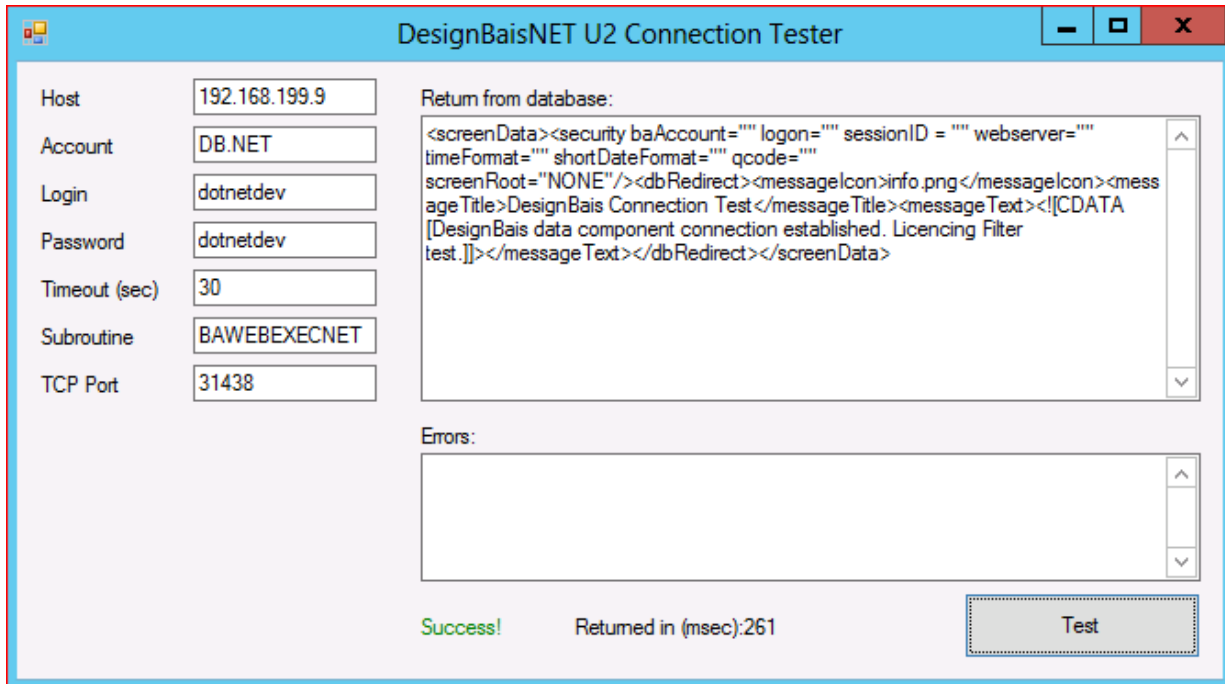 DesignBaisNET U2 Connection Tester
Host
192.168.199.9
Account
DB.NET
Login
dotnetdev
Password
dotnetdev
Timeout (sec)
30
Subroutine
BAWEBEXECNET
TCP Port
31438
Return from database:
<screenData><security baAccount="" logon="" sessionID = "" webserver=""
timeFormat="" shortDateFormat="" qcode=""
screenRoot="NONE"/><dbRedirect><messageIcon>info.png</messageIcon><mess
ageTitle>DesignBais Connection Test</messageTitle><messageText><![CDATA
[DesignBais data component connection established. Licencing Filter
test.]]></messageText></dbRedirect></screenData>
Errors:
Success!
Returned in (msec):261
Test